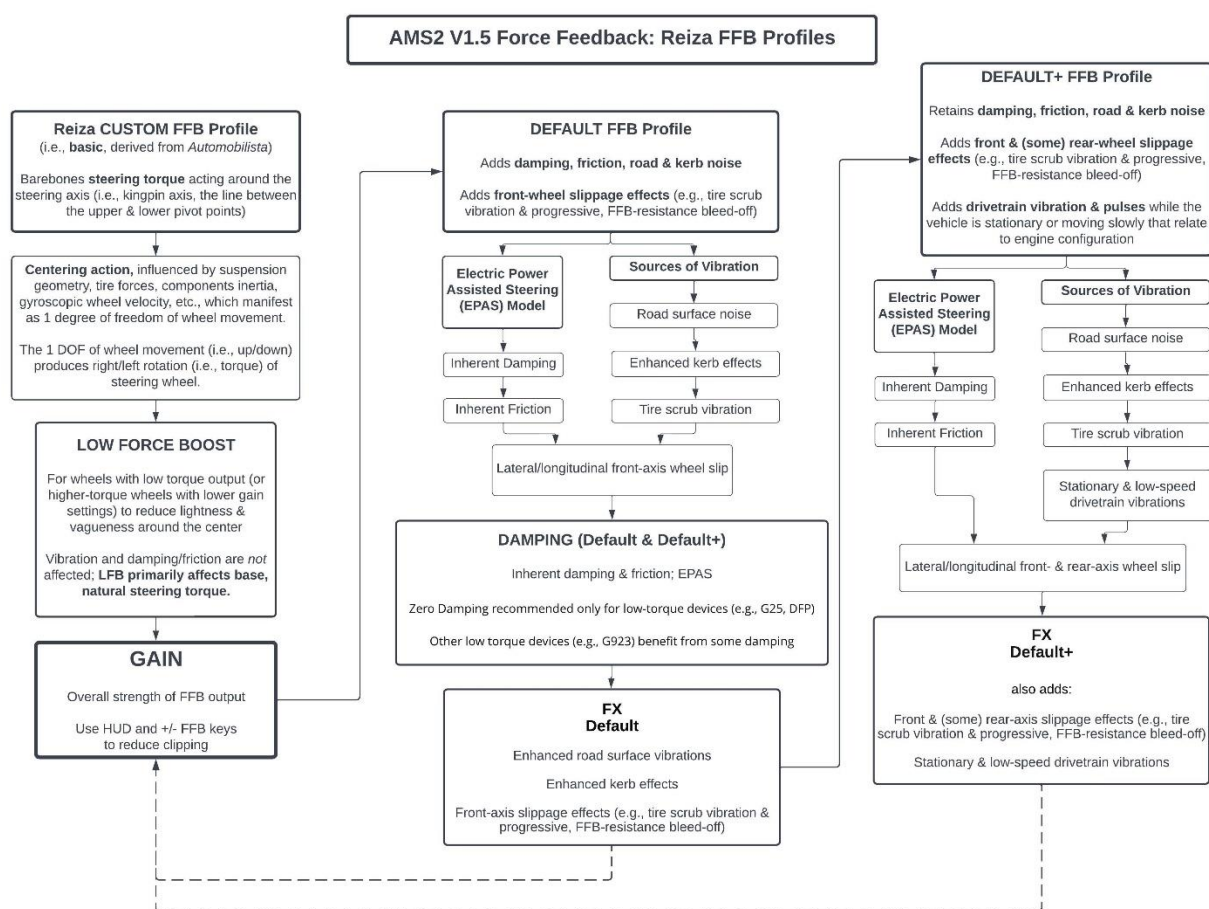 AMS2 V1.5 Force Feedback: Reiza FFB Profiles
Reiza CUSTOM FFB Profile
(i.e., basic, derived from Automobilista)
Barebones steering torque acting around the
steering axis (i.e., kingpin axis, the line between
the upper & lower pivot points)
Centering action, influenced by suspension
geometry, tire forces, components inertia,
gyroscopic wheel velocity, etc., which manifest
as 1 degree of freedom of wheel movement.
The 1 DOF of wheel movement (i.e., up/down)
produces right/left rotation (i.e., torque) of
steering wheel.
LOW FORCE BOOST
For wheels with low torque output (or
higher-torque wheels with lower gain
settings) to reduce lightness &
vagueness around the center
Vibration and damping/friction are not
affected; LFB primarily affects base,
natural steering torque.
GAIN
Overall strength of FFB output
Use HUD and +/- FFB keys
to reduce clipping
DEFAULT FFB Profile
Adds damping, friction, road & kerb noise
Adds front-wheel slippage effects (e.g., tire scrub
vibration & progressive, FFB-resistance bleed-off)
Electric Power
Assisted Steering
(EPAS) Model
Inherent Damping
Inherent Friction
Sources of Vibration
Road surface noise
Enhanced kerb effects
Tire scrub vibration
Lateral/longitudinal front-axis wheel slip
DAMPING (Default & Default+)
Inherent damping & friction; EPAS
Zero Damping recommended only for low-torque devices (e.g., G25, DFP)
Other low torque devices (e.g., G923) benefit from some damping
FX
Default
Enhanced road surface vibrations
Enhanced kerb effects
Front-axis slippage effects (e.g., tire scrub vibration &
progressive, FFB-resistance bleed-off)
DEFAULT+ FFB Profile
Retains damping, friction, road & kerb noise
Adds front & (some) rear-wheel slippage
effects (e.g., tire scrub vibration & progressive,
FFB-resistance bleed-off)
Adds drivetrain vibration & pulses while the
vehicle is stationary or moving slowly that relate
to engine configuration
Electric Power
Assisted Steering
(EPAS) Model
Inherent Damping
Inherent Friction
Sources of Vibration
Road surface noise
Enhanced kerb effects
Tire scrub vibration
Stationary & low-speed
drivetrain vibrations
Lateral/longitudinal front- & rear-axis wheel slip
FX
Default+
also adds:
Front & (some) rear-axis slippage effects (e.g., tire
scrub vibration & progressive, FFB-resistance bleed-off)
Stationary & low-speed drivetrain vibrations